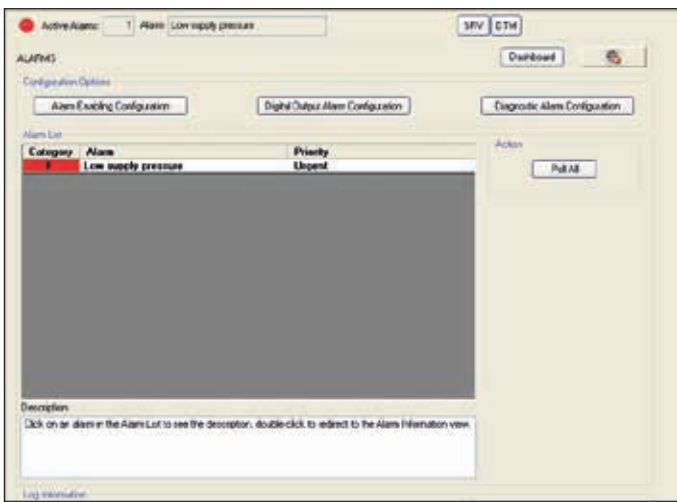 Active Alarms: 1 Alarm Low supply pressure SRV DTM
ALARMS Dashboard
Configuration Options
Alarm Enabling Configuration Digital Output Alarm Configuration Diagnostic Alarm Configuration
Alarm List Action
Category Alarm Priority
Low supply pressure Urgent Poll All
Description
Click on an alarm in the Alarm List to see the description, double-click to redirect to the Alarm Information view.
Log Information